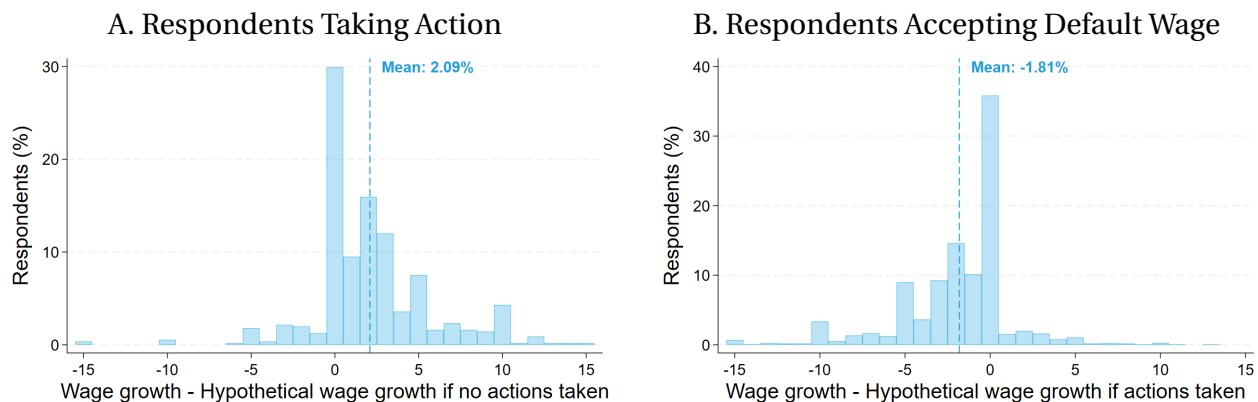 A. Respondents Taking Action
Mean: 2.09%
30
20
10
0
Respondents (%)
-15
-10
-5
0
5
10
15
Wage growth - Hypothetical wage growth if no actions taken
B. Respondents Accepting Default Wage
Mean: -1.81%
40
30
20
10
0
Respondents (%)
-15
-10
-5
0
5
10
15
Wage growth - Hypothetical wage growth if actions taken